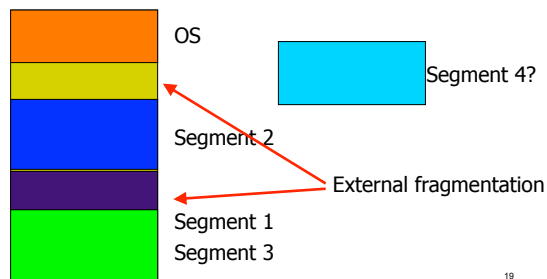 OS
Segment 4?
Segment 2
External fragmentation
Segment 1
Segment 3
19